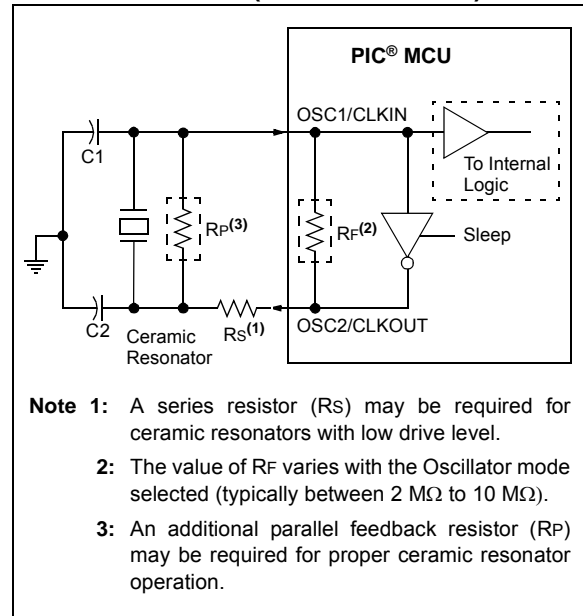 PIC® MCU
OSC1/CLKIN
C1
To Internal
Logic
RP(3)
RF(2)
Sleep
C2
Ceramic
Resonator
RS(1)
OSC2/CLKOUT
Note 1: A series resistor (RS) may be required for
ceramic resonators with low drive level.
2: The value of RF varies with the Oscillator mode
selected (typically between 2 MΩ to 10 MΩ).
3: An additional parallel feedback resistor (RP)
may be required for proper ceramic resonator
operation.